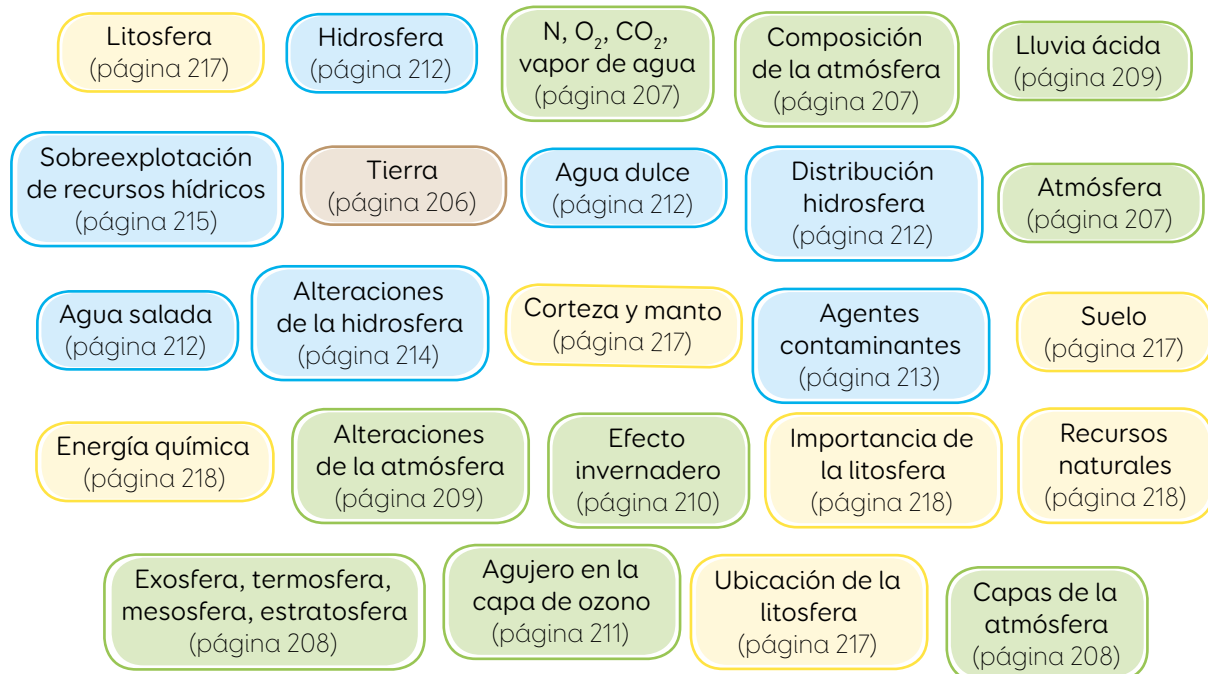 Litosfera
(página 217)
Hidrosfera
(página 212)
N, O₂, CO₂,
vapor de agua
(página 207)
Composición
de la atmósfera
(página 207)
Lluvia ácida
(página 209)
Sobreexplotación
de recursos hídricos
(página 215)
Tierra
(página 206)
Agua dulce
(página 212)
Distribución
hidrosfera
(página 212)
Atmósfera
(página 207)
Agua salada
(página 212)
Alteraciones
de la hidrosfera
(página 214)
Corteza y manto
(página 217)
Agentes
contaminantes
(página 213)
Suelo
(página 217)
Energía química
(página 218)
Alteraciones
de la atmósfera
(página 209)
Efecto
invernadero
(página 210)
Importancia de
la litosfera
(página 218)
Recursos
naturales
(página 218)
Exosfera, termosfera,
mesosfera, estratosfera
(página 208)
Agujero en la
capa de ozono
(página 211)
Ubicación de la
litosfera
(página 217)
Capas de la
atmósfera
(página 208)